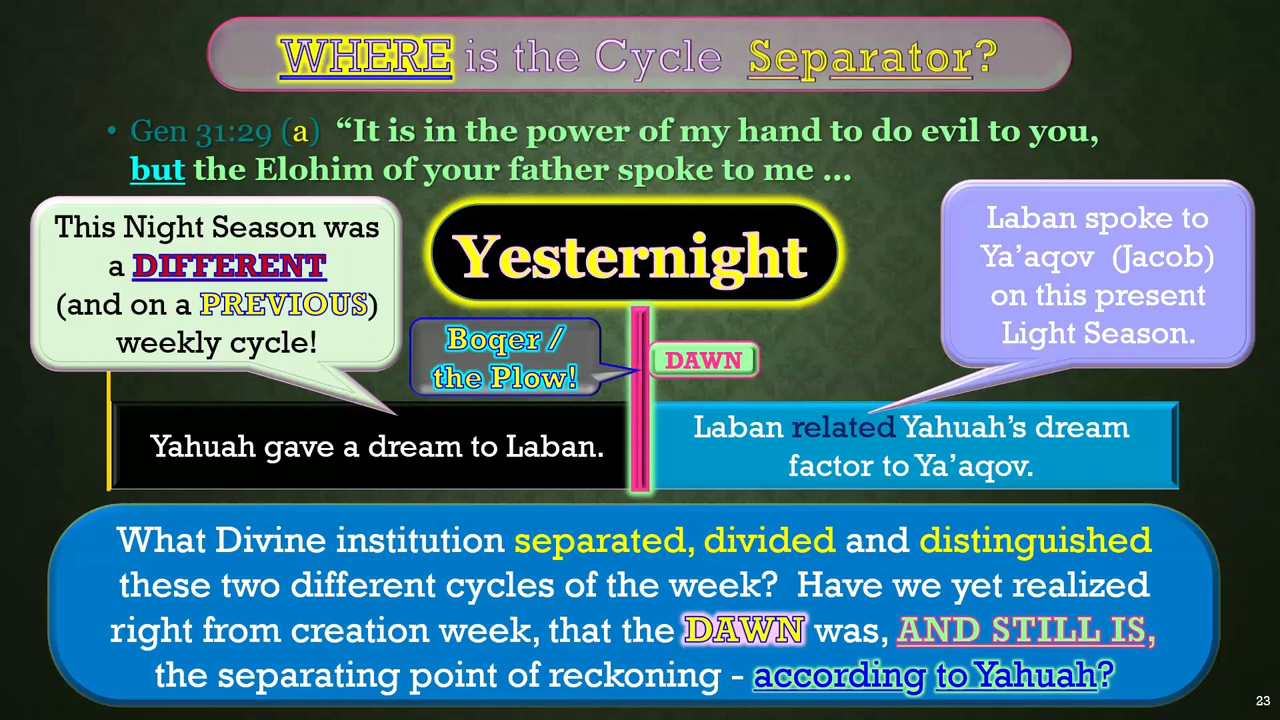 WHERE is the Cycle Separator?
• Gen 31:29 (a) “It is in the power of my hand to do evil to you,
but the Elohim of your father spoke to me ...
This Night Season was
a DIFFERENT
(and on a PREVIOUS)
weekly cycle!
Yesternight
Laban spoke to
Ya’aqov (Jacob)
on this present
Light Season.
Boqer /
the Plow!
DAWN
Yahuah gave a dream to Laban.
Laban related Yahuah’s dream
factor to Ya’aqov.
What Divine institution separated, divided and distinguished
these two different cycles of the week? Have we yet realized
right from creation week, that the DAWN was, AND STILL IS,
the separating point of reckoning - according to Yahuah?
23